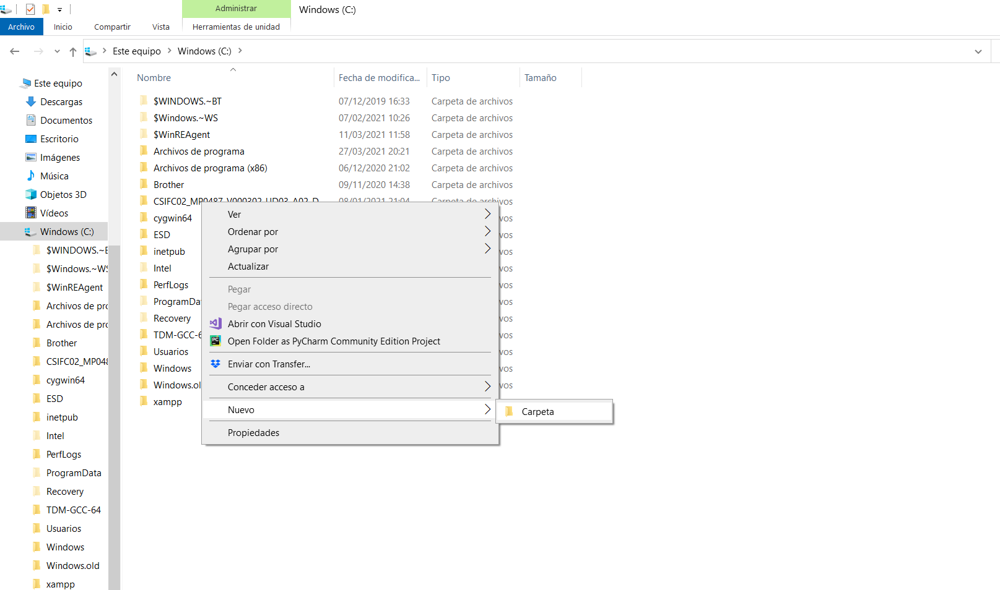 Administrar
Windows (C:)
Archivo Inicio Compartir Vista Herramientas de unidad
Este equipo Windows (C:)
Nombre Fecha de modifica... Tipo Tamaño
Este equipo
Descargas
Documentos
Escritorio
Imágenes
Música
Objetos 3D
Vídeos
Windows (C:)
$WINDOWS.~B
$Windows.~WS
$WinREAgent
Archivos de pro
Archivos de pro
Brother
CSIFC02_MP048
cygwin64
ESD
inetpub
Intel
PerfLogs
ProgramData
Recovery
TDM-GCC-64
Usuarios
Windows
Windows.old
xampp
$WINDOWS.~BT 07/12/2019 16:33 Carpeta de archivos
$Windows.~WS 07/02/2021 10:26 Carpeta de archivos
$WinREAgent 11/03/2021 11:58 Carpeta de archivos
Archivos de programa 27/03/2021 20:21 Carpeta de archivos
Archivos de programa (x86) 06/12/2020 21:02 Carpeta de archivos
Brother 09/11/2020 14:38 Carpeta de archivos
CSIFC02_MP0487_V000302_UD03_A02_D 08/01/2021 21:04 Carpeta de archivos
cygwin64 vos
ESD vos
inetpub vos
Intel vos
PerfLogs vos
ProgramDa vos
Recovery vos
TDM-GCC-6 vos
Usuarios vos
Windows vos
Windows.ol vos
xampp
Ver
Ordenar por
Agrupar por
Actualizar
Pegar
Pegar acceso directo
Abrir con Visual Studio
PC Open Folder as PyCharm Community Edition Project
Enviar con Transfer...
Conceder acceso a
Nuevo
Carpeta
Propiedades